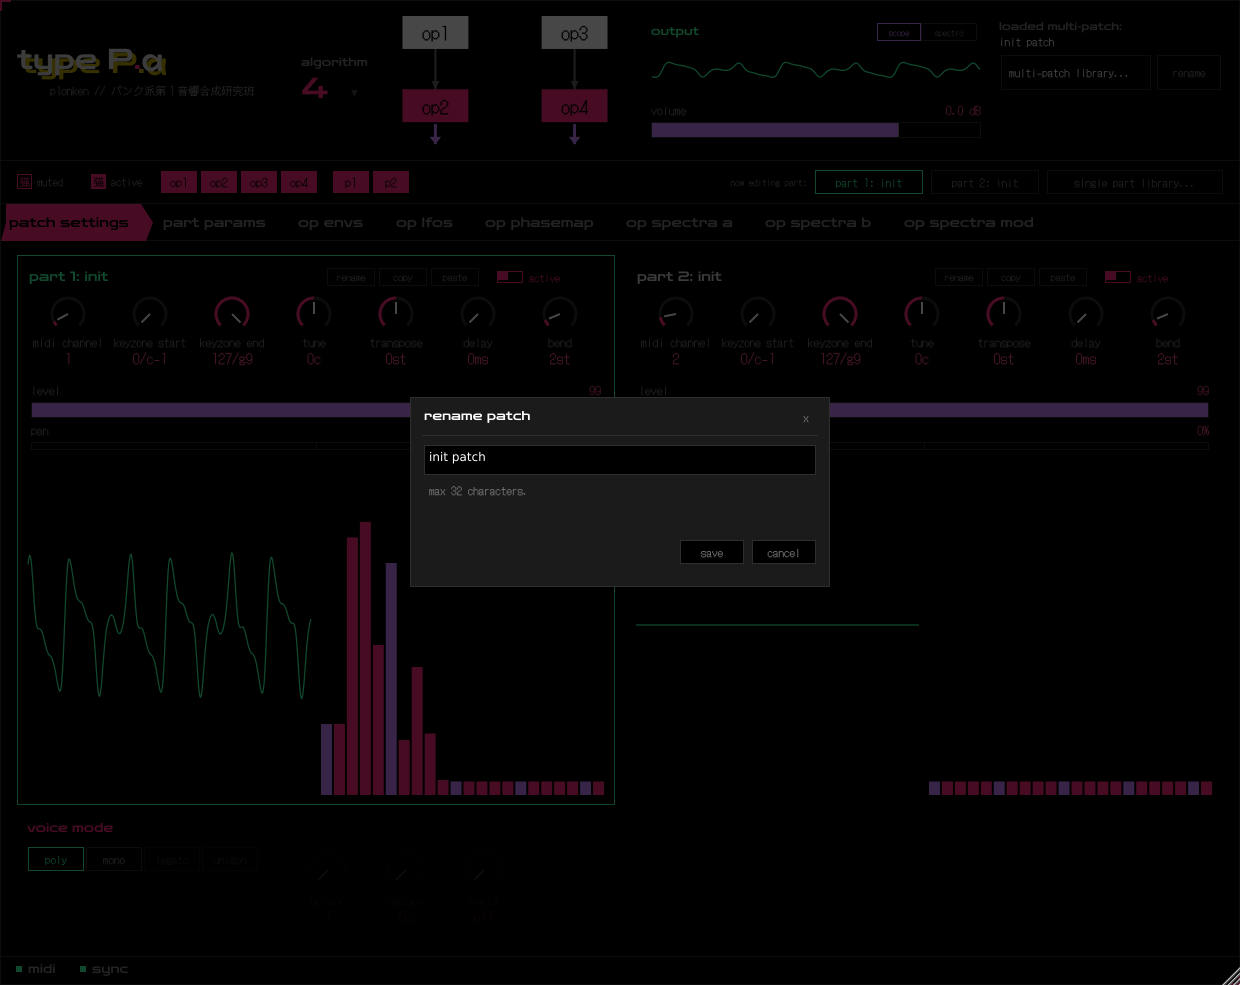 type P.a
plonken // パンク派第1音響合成研究班
algorithm
4
op1
op3
op2
op4
output
scope
spectra
volume
0.0 dB
loaded multi-patch:
init patch
multi-patch library...
rename
muted
active
op1
op2
op3
op4
p1
p2
now editing part:
part 1: init
part 2: init
single part library...
patch settings
part params
op envs
op lfos
op phasemap
op spectra a
op spectra b
op spectra mod
part 1: init
rename
copy
paste
active
midi channel
keyzone start
keyzone end
tune
transpose
delay
bend
1
0/c-1
127/g9
0c
0st
0ms
2st
level
99
pan
part 2: init
rename
copy
paste
active
midi channel
keyzone start
keyzone end
tune
transpose
delay
bend
2
0/c-1
127/g9
0c
0st
0ms
2st
level
99
0%
rename patch
x
init patch
max 32 characters.
save
cancel
voice mode
poly
mono
legato
unison
midi
sync